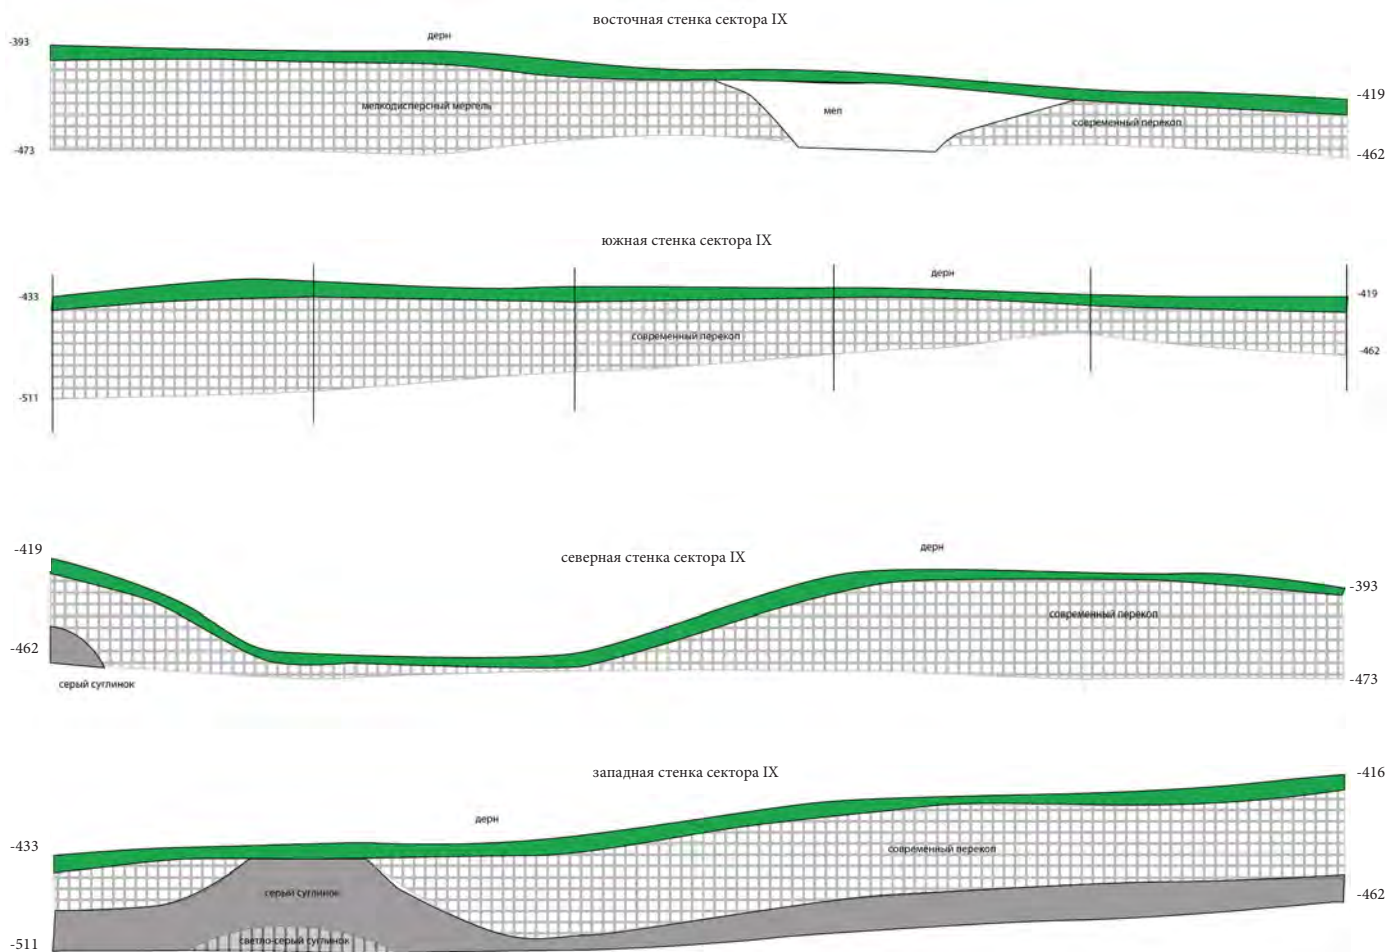 восточная стенка сектора IX
дерн
-393
-419
мелкодисперсный мергель
мел
современный перекоп
-473
-462
южная стенка сектора IX
дерн
-433
-419
современный перекоп
-462
-511
северная стенка сектора IX
дерн
-419
-393
современный перекоп
-462
-473
серый суглинок
западная стенка сектора IX
-416
дерн
-433
современный перекоп
серый суглинок
-462
светло-серый суглинок
-511